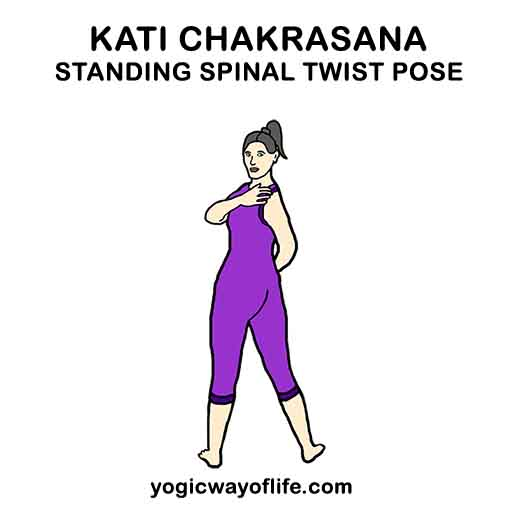 KATI CHAKRASANA
STANDING SPINAL TWIST POSE
yogicwayoflife.com